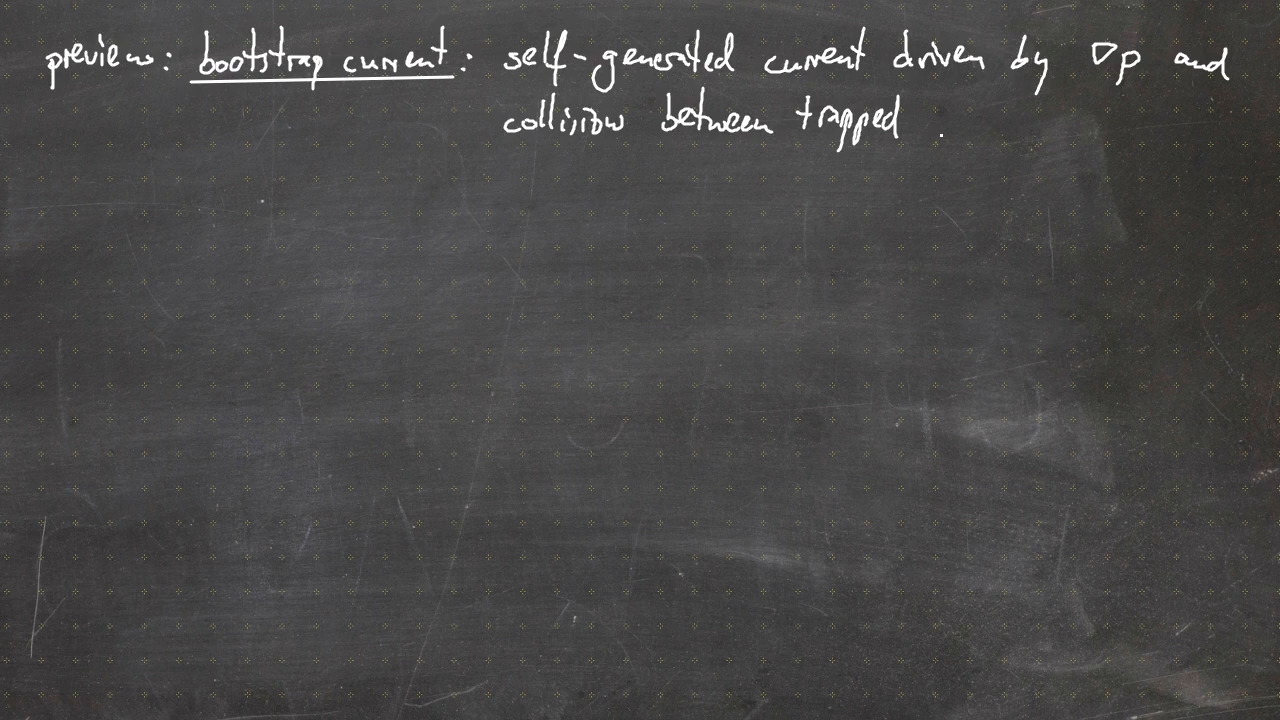 preview: bootstrap current: self-generated current driven by ∇p and
collision between trapped